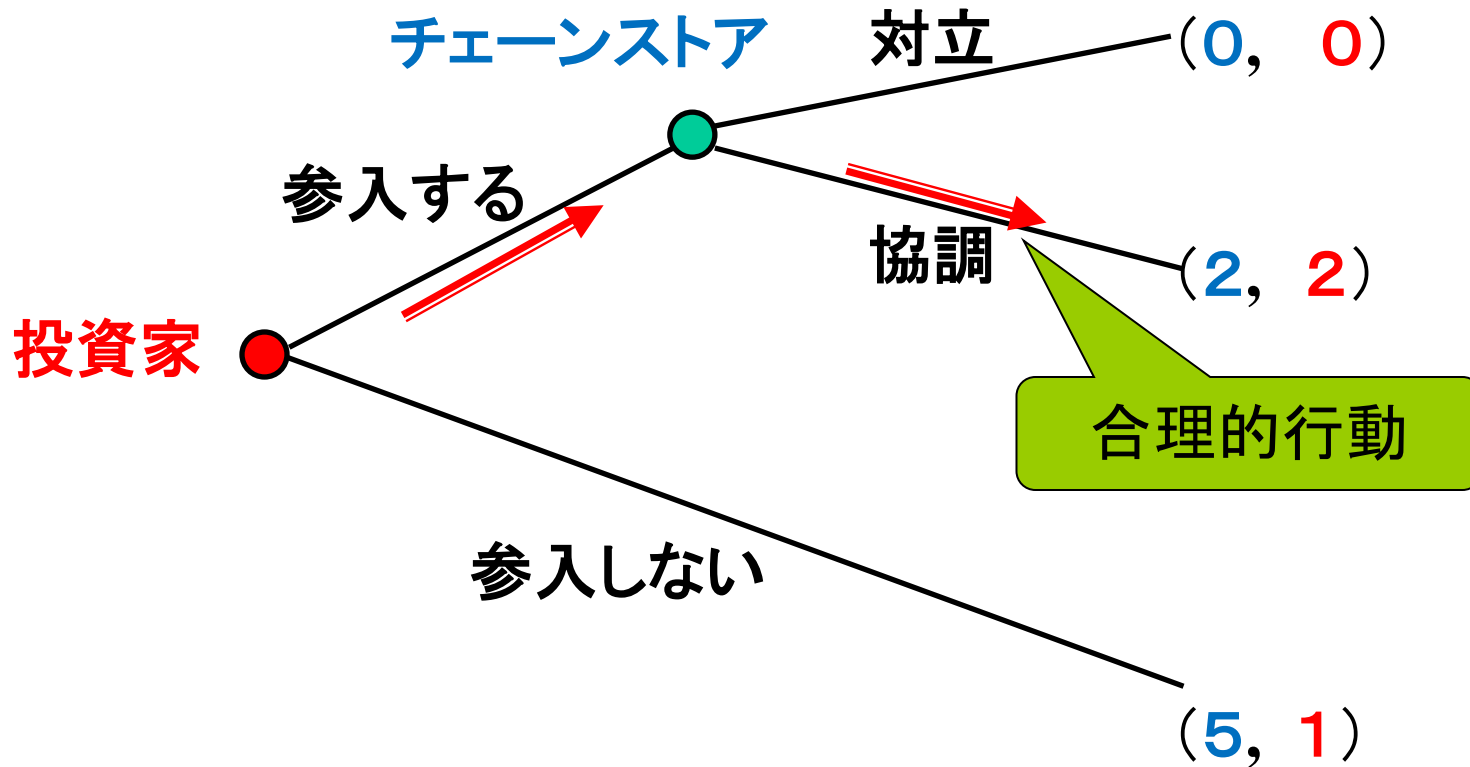 チェーンストア
対立
（０，　０）
参入する
協調
（２，　２）
投資家
合理的行動
参入しない
（５，　１）